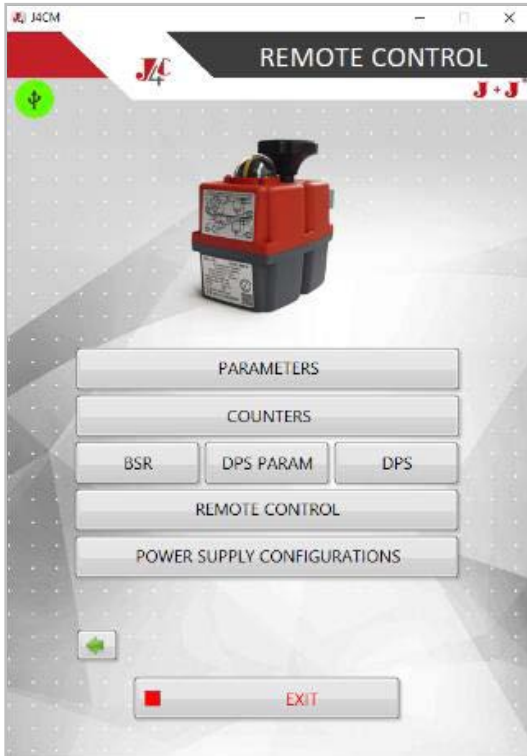 J4CM
REMOTE CONTROL
J4C
J+J
PARAMETERS
COUNTERS
BSR DPS PARAM DPS
REMOTE CONTROL
POWER SUPPLY CONFIGURATIONS
EXIT